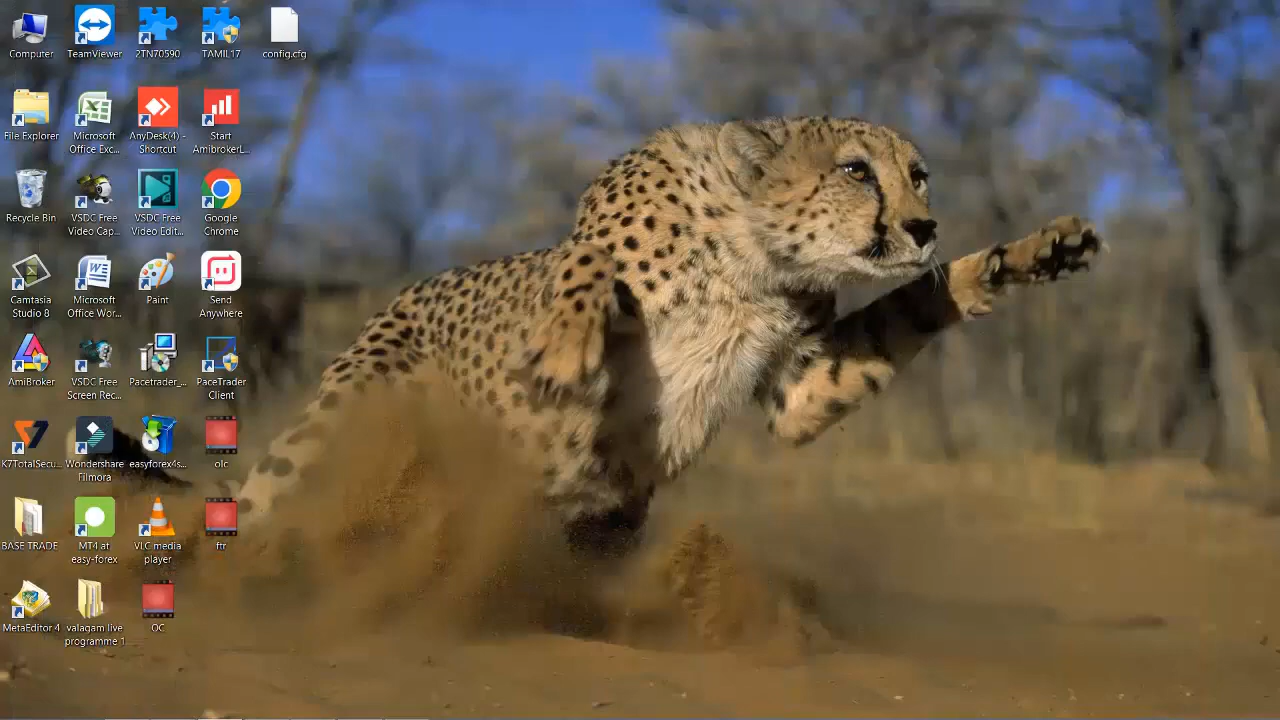 Computer
TeamViewer
2TN70590
TAMIL17
config.cfg
File Explorer
Microsoft
Office Exc...
AnyDesk(4) -
Shortcut
Start
AmibrokerL...
Recycle Bin
VSDC Free
Video Cap...
VSDC Free
Video Edit...
Google
Chrome
Camtasia
Studio 8
Microsoft
Office Wor...
Paint
Send
Anywhere
AmiBroker
VSDC Free
Screen Rec...
Pacetrader_...
PaceTrader
Client
K7TotalSecu...
Wondershare
Filmora
easyforex4s...
olc
BASE TRADE
MT4 at
easy-forex
VLC media
player
ftr
MetaEditor 4
valagam live
programme 1
OC